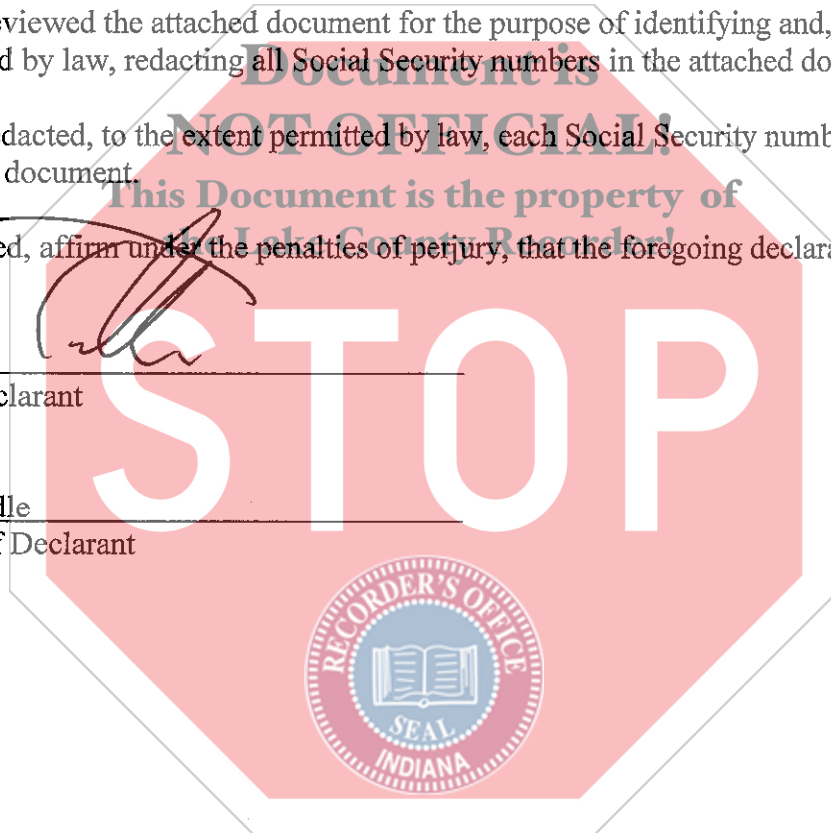 viewed the attached document for the purpose of identifying and,
d by law, redacting all Social Security numbers in the attached do
Document is
dacted, to the extent permitted by law, each Social Security numb
NOT OFFICIAL!
document.
This Document is the property of
the Lake County Recorder!
ed, affirm under the penalties of perjury, that the foregoing declara
STOP
clarant
dle
f Declarant
RECORDER'S OFFICE
SEAL
INDIANA